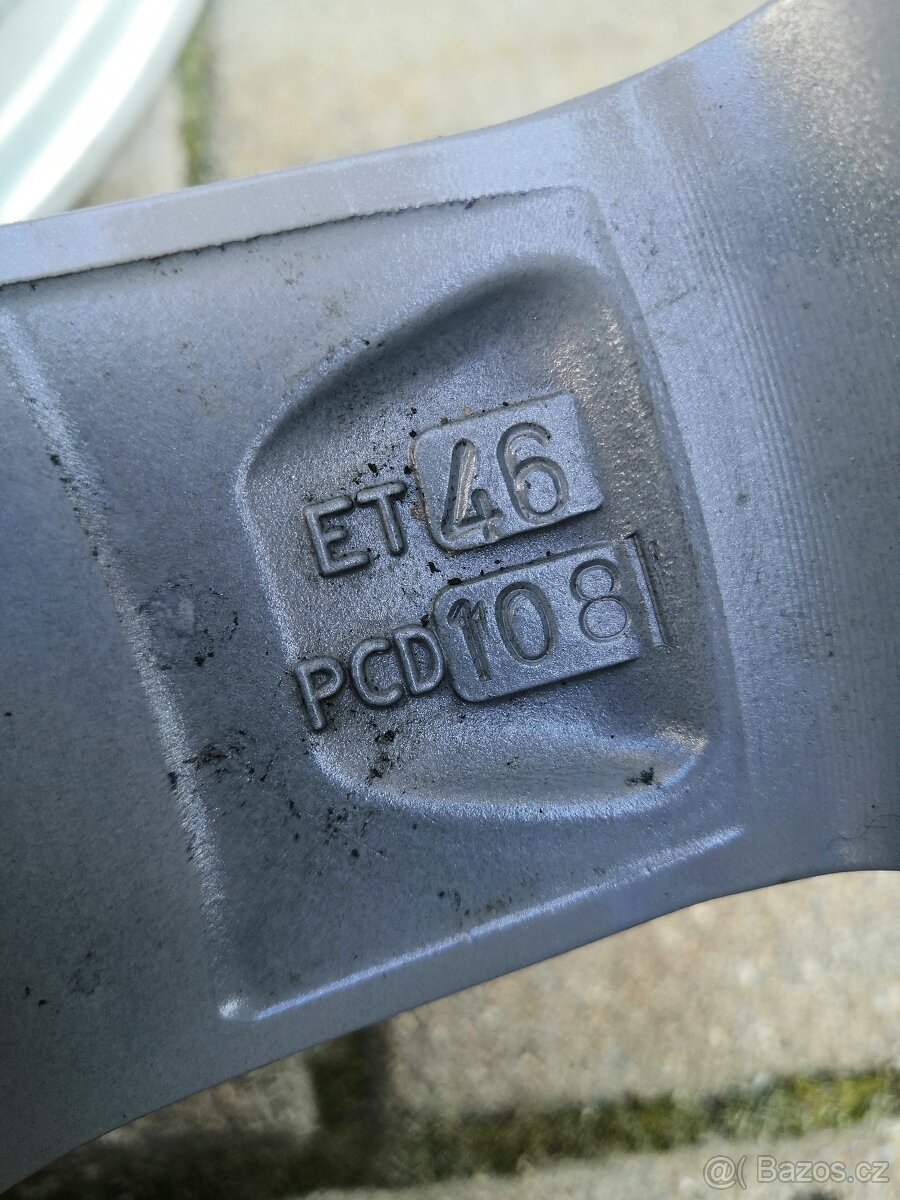 ET 46
PCD 108
@( Bazos.cz